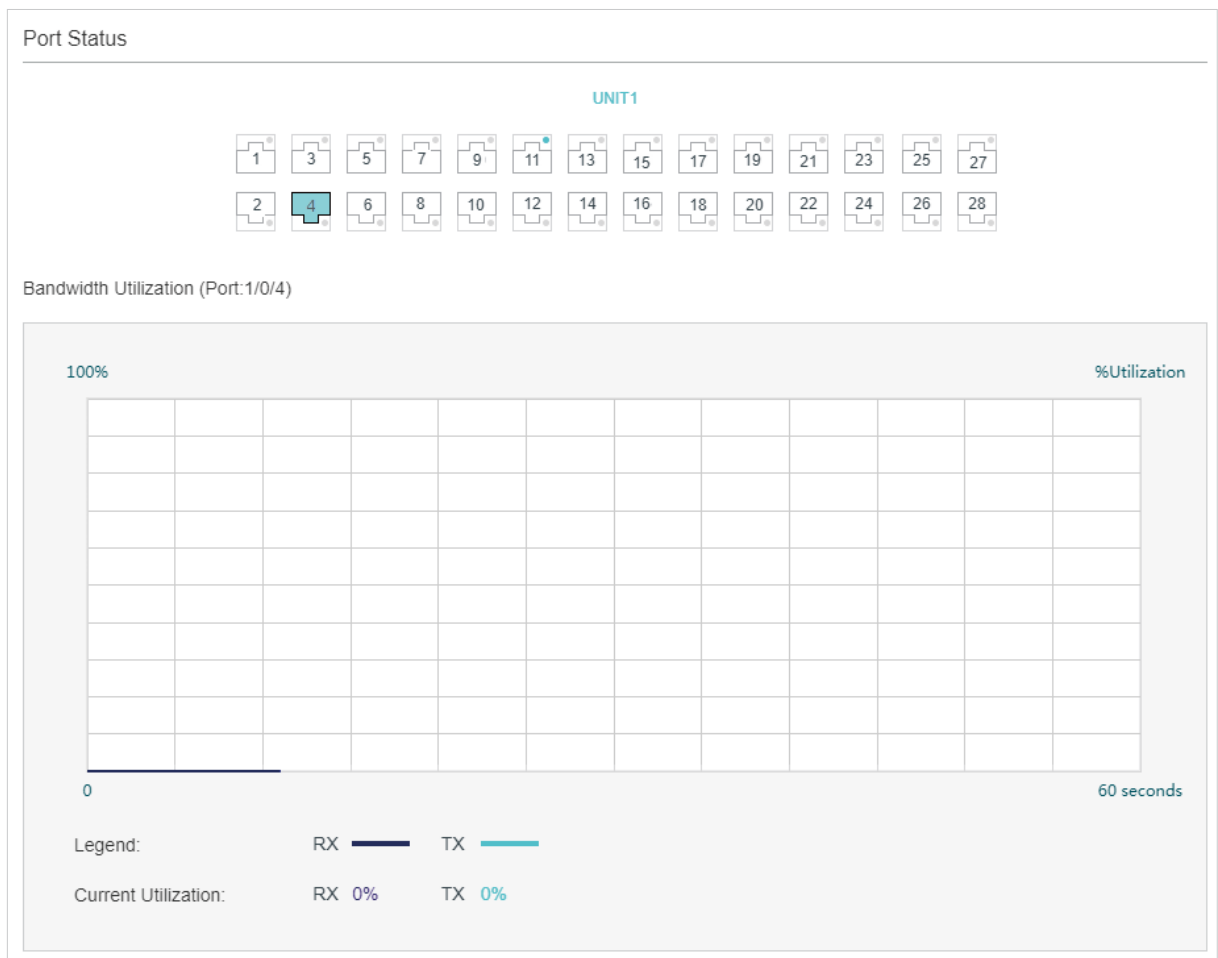 Port Status
UNIT1
1 3 5 7 9 11 13 15 17 19 21 23 25 27
2 4 6 8 10 12 14 16 18 20 22 24 26 28
Bandwidth Utilization (Port:1/0/4)
100% %Utilization
0 60 seconds
Legend: RX TX
Current Utilization: RX 0% TX 0%